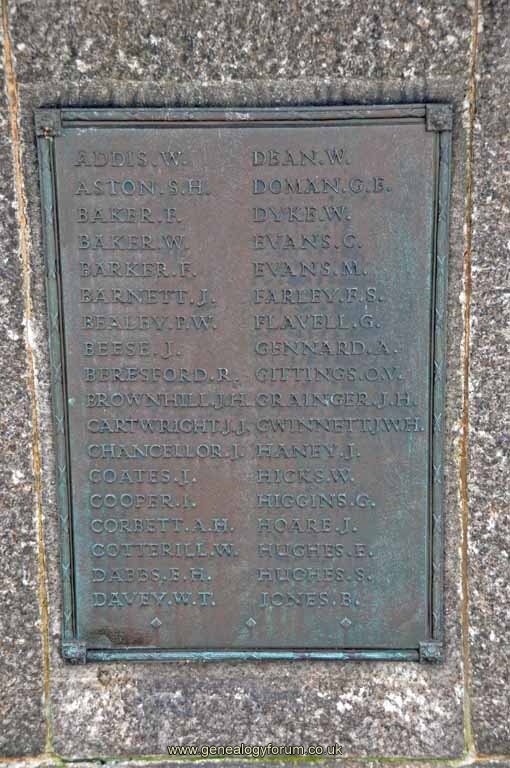 ADDIS.W.
ASTON.S.H.
BAKER.F.
BAKER.W.
BARKER.F.
BARNETT.J.
BEALEY.P.W.
BEESE.J.
BERESFORD.R.
BROWNHILL.J.H.
CARTWRIGHT.J.J.
CHANCELLOR.J.
COATES.J.
COOPER.I.
CORBETT.A.H.
COTTERILL.W.
DABBS.E.H.
DAVEY.W.T.
DEAN.W.
DOMAN.G.E.
DYKE.W.
EVANS.G.
EVANS.M.
FARLEY.F.S.
FLAVELL.G.
GENNARD.A.
GITTINGS.O.V.
GRAINGER.J.H.
GWINNETT.J.W.H.
HANEY.J.
HICKS.W.
HIGGINS.G.
HOARE.J.
HUGHES.E.
HUGHES.S.
JONES.B.
www.genealogyforum.co.uk